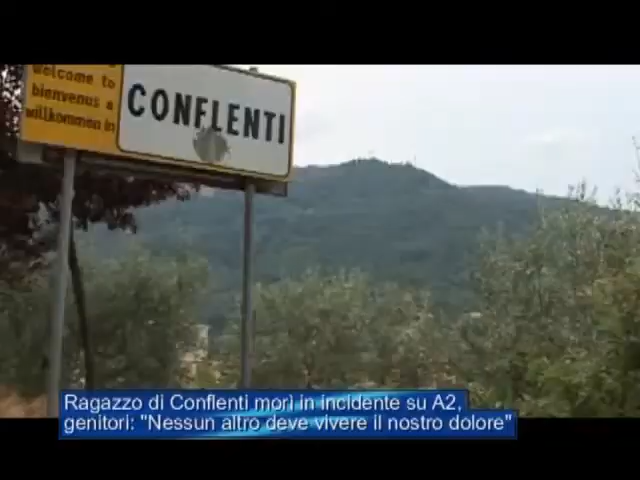 welcome to
bienvenus a
willkommen in
CONFLENTI
Ragazzo di Conflenti morì in incidente su A2,
genitori: "Nessun altro deve vivere il nostro dolore"